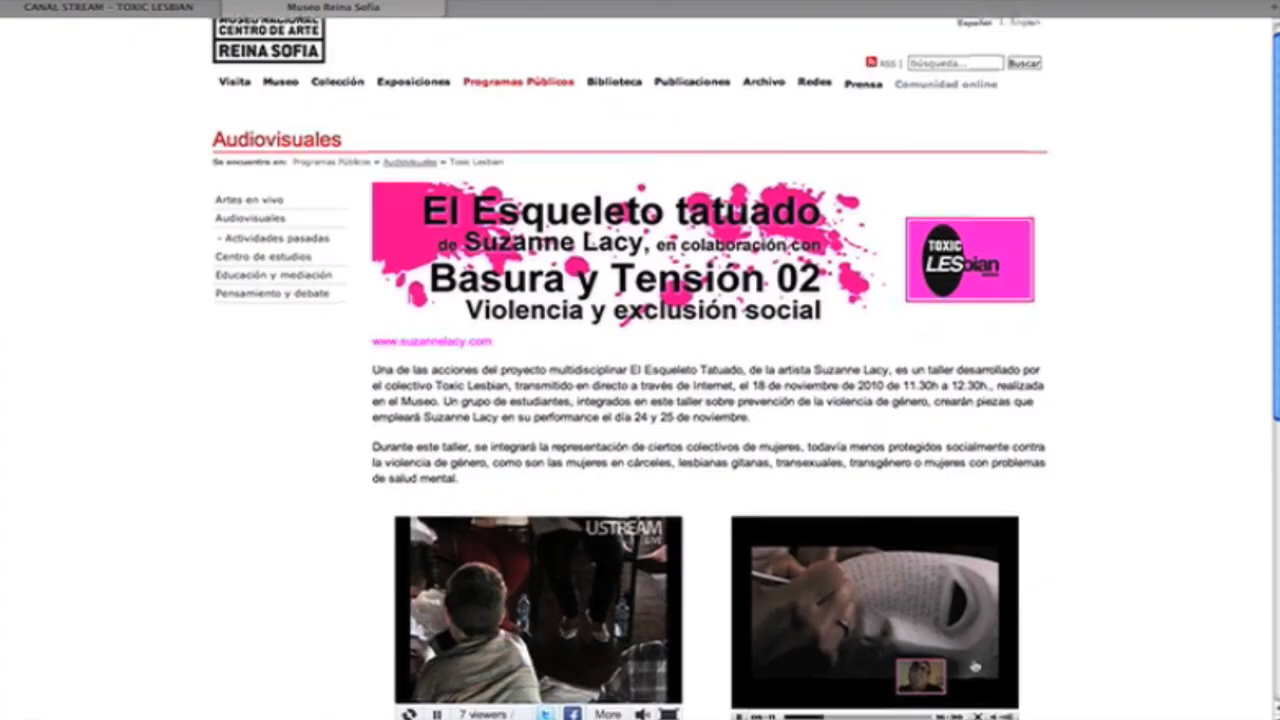 CANAL STREAM – TOXIC LESBIAN
Museo Reina Sofía
MUSEO NACIONAL
CENTRO DE ARTE
REINA SOFIA
Español | English
RSS | búsqueda... Buscar
Visita Museo Colección Exposiciones Programas Públicos Biblioteca Publicaciones Archivo Redes Prensa Comunidad online
Audiovisuales
Se encuentra en: Programas Públicos » Audiovisuales » Toxic Lesbian
Artes en vivo
Audiovisuales
- Actividades pasadas
Centro de estudios
Educación y mediación
Pensamiento y debate
El Esqueleto tatuado
de Suzanne Lacy, en colaboración con
Basura y Tensión 02
Violencia y exclusión social
TOXIC
LESbian
www.suzannelacy.com
Una de las acciones del proyecto multidisciplinar El Esqueleto Tatuado, de la artista Suzanne Lacy, es un taller desarrollado por
el colectivo Toxic Lesbian, transmitido en directo a través de Internet, el 18 de noviembre de 2010 de 11.30h a 12.30h., realizada
en el Museo. Un grupo de estudiantes, integrados en este taller sobre prevención de la violencia de género, crearán piezas que
empleará Suzanne Lacy en su performance el día 24 y 25 de noviembre.
Durante este taller, se integrará la representación de ciertos colectivos de mujeres, todavía menos protegidos socialmente contra
la violencia de género, como son las mujeres en cárceles, lesbianas gitanas, transexuales, transgénero o mujeres con problemas
de salud mental.
USTREAM
LIVE
7 viewers / More